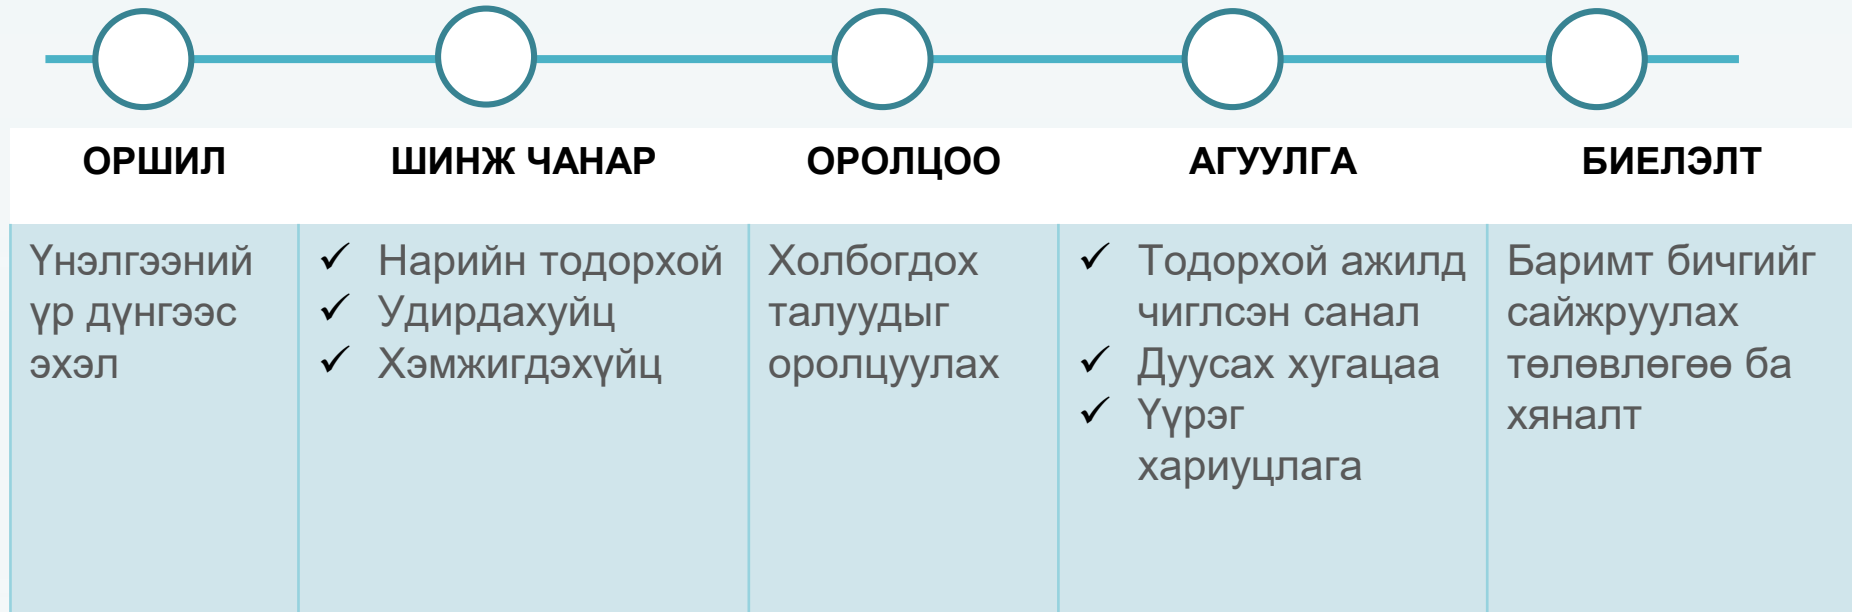 ОРШИЛ
ШИНЖ ЧАНАР
ОРОЛЦОО
АГУУЛГА
БИЕЛЭЛТ
Үнэлгээний
үр дүнгээс
эхэл
✓ Нарийн тодорхой
✓ Удирдахуйц
✓ Хэмжигдэхүйц
Холбогдох
талуудыг
оролцуулах
✓ Тодорхой ажилд
чиглсэн санал
✓ Дуусах хугацаа
✓ Үүрэг
хариуцлага
Баримт бичгийг
сайжруулах
төлөвлөгөө ба
хяналт